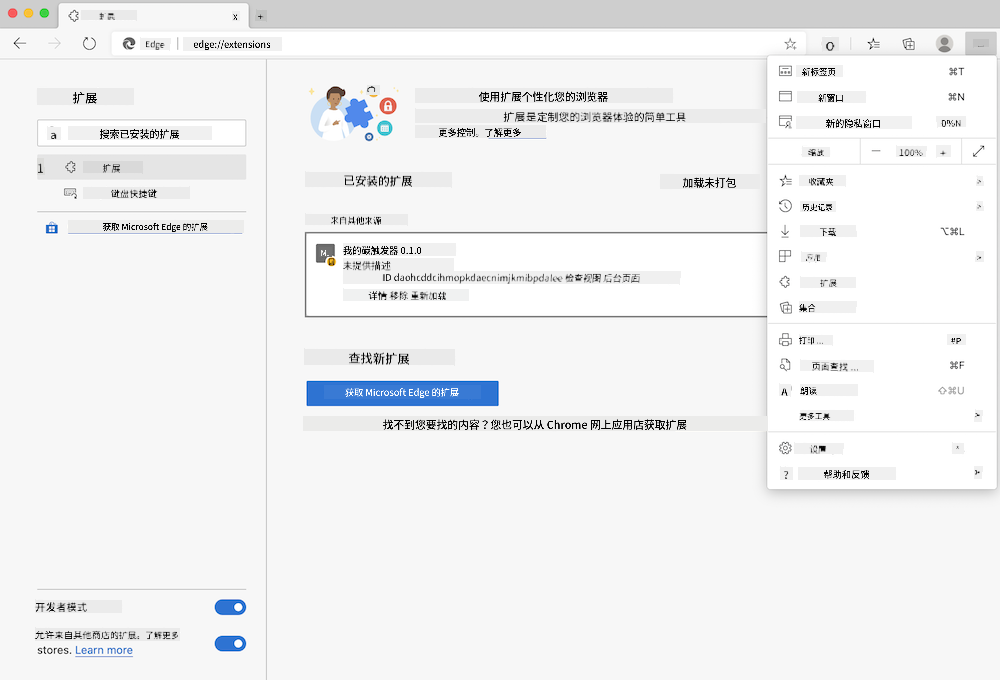 扩展 x +
Edge edge://extensions
扩展
a 搜索已安装的扩展
1 扩展
键盘快捷键
获取 Microsoft Edge 的扩展
开发者模式
允许来自其他商店的扩展。了解更多
stores. Learn more
使用扩展个性化您的浏览器
扩展是定制您的浏览器体验的简单工具
更多控制。了解更多
已安装的扩展
加载未打包
来自其他来源
我的碳触发器 0.1.0
未提供描述
ID daohcddcihmopkdaecnimjkmibpdalee 检查视图 后台页面
详情 移除 重新加载
查找新扩展
获取 Microsoft Edge 的扩展
找不到您要找的内容？您也可以从 Chrome 网上应用店获取扩展
新标签页 ⌘T
新窗口 ⌘N
新的隐私窗口 0%N
缩放 — 100% +
收藏夹 >
历史记录 >
下载 ⌥⌘L
应用 >
扩展
集合
打印 ... #P
页面查找 ... ⌘F
朗读 ⇧⌘U
更多工具 >
设置
? 帮助和反馈